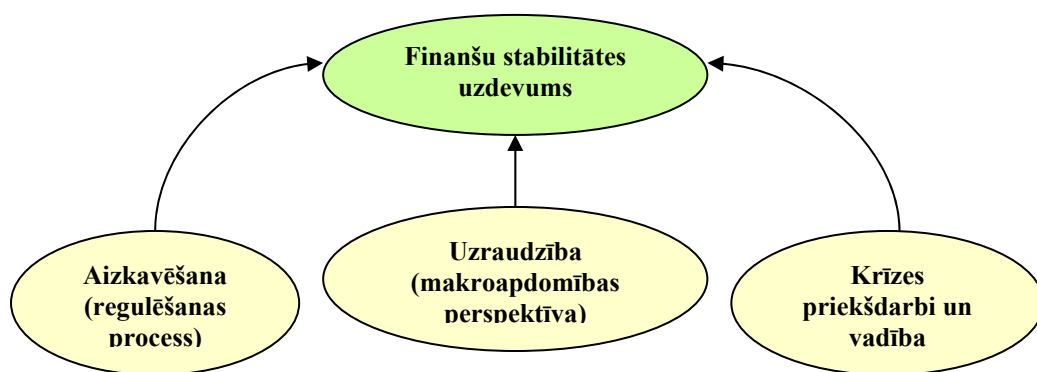 Finanšu stabilitātes
uzdevums
Aizkavēšana
(regulēšanas
process)
Uzraudzība
(makroapdomības
perspektīva)
Krīzes
priekšdarbi un
vadība